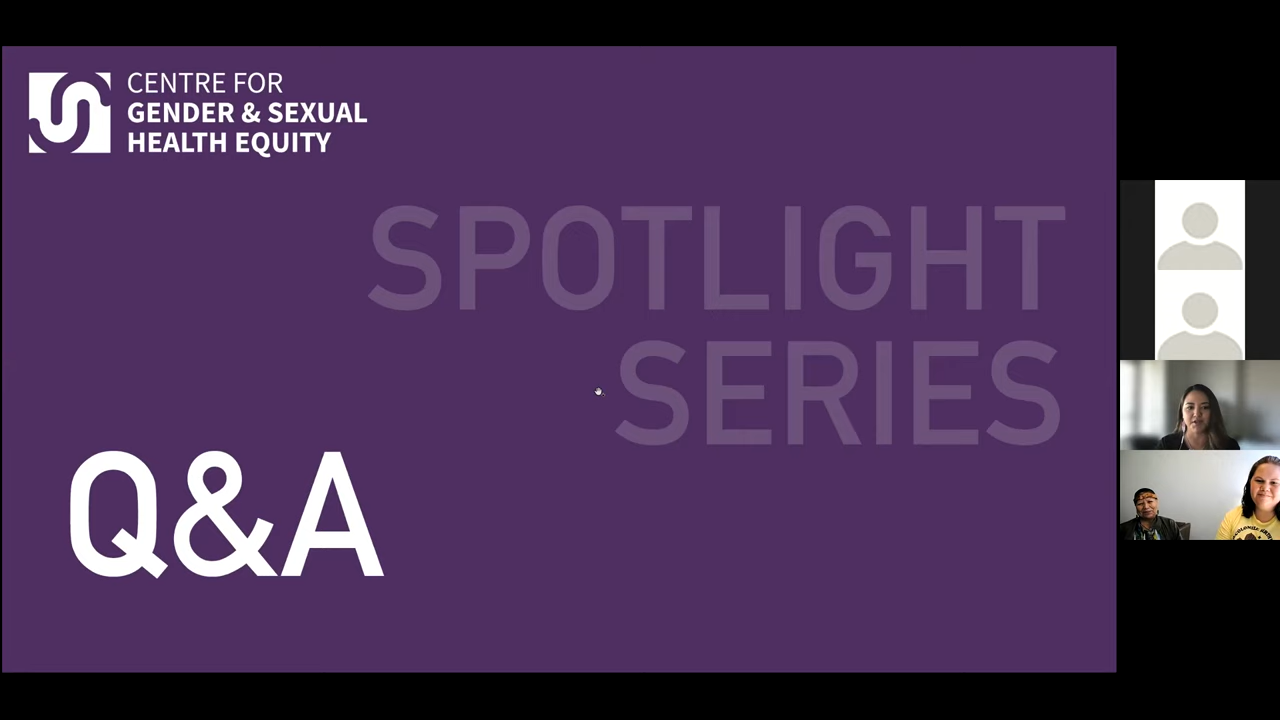 CENTRE FOR
GENDER & SEXUAL
HEALTH EQUITY
SPOTLIGHT
SERIES
Q&A